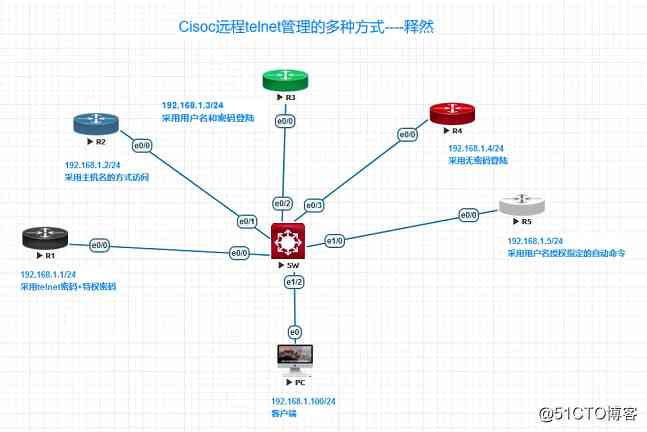 Cisoc远程telnet管理的多种方式----释然
R3
192.168.1.3/24
采用用户名和密码登陆
e0/0
R2
e0/0
192.168.1.2/24
采用主机名的方式访问
R4
e0/0
192.168.1.4/24
采用无密码登陆
e0/2
e0/3
e0/1
R5
e0/0
192.168.1.5/24
采用用户名授权指定的自动命令
R1
e0/0
e0/0
e1/0
SW
192.168.1.1/24
采用telnet密码+特权密码
e1/2
e0
PC
192.168.1.100/24
客户端
@51CTO博客